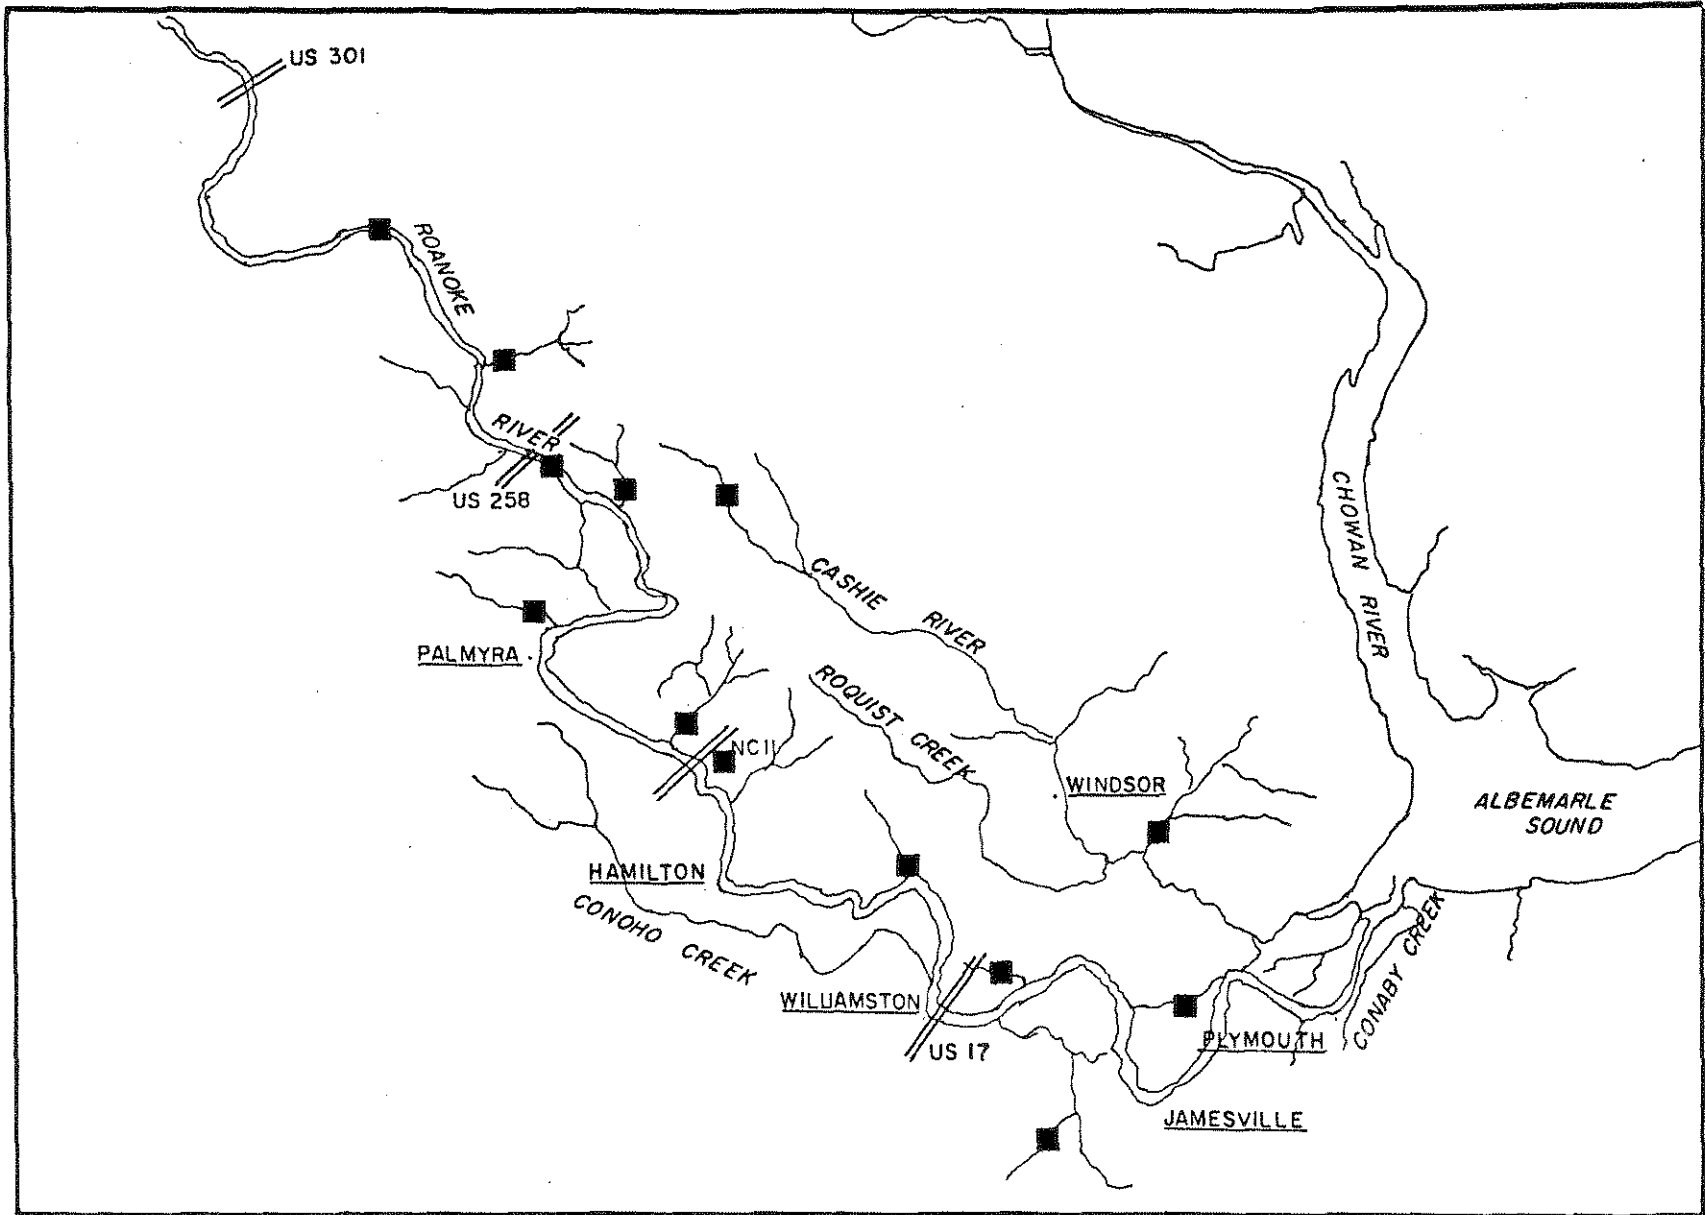 US 301
ROANOKE
RIVER
US 258
CASHIE RIVER
CHOWAN RIVER
PALMYRA
ROQUIST CREEK
NC 11
WINDSOR
ALBEMARLE
SOUND
HAMILTON
CONOHO CREEK
WILLIAMSTON
CONABY CREEK
US 17
PLYMOUTH
JAMESVILLE